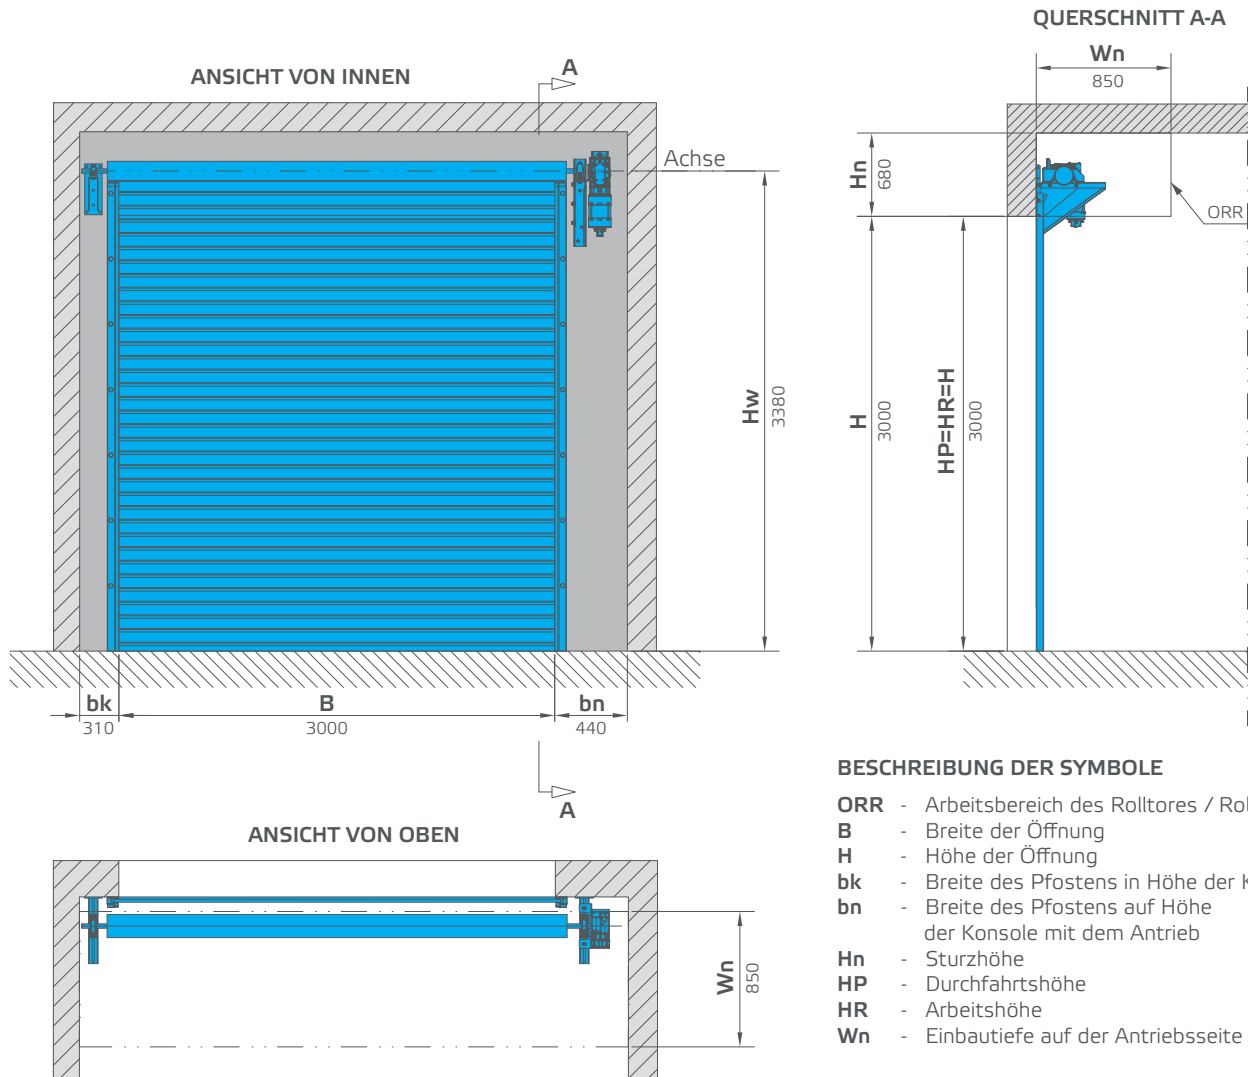 QUERSCHNITT A-A
ANSICHT VON INNEN
A
Wn
850
Achse
Hn
680
ORR
Hw
3380
H
3000
HP=HR=H
3000
bk
310
B
3000
bn
440
A
ANSICHT VON OBEN
Wn
850
BESCHREIBUNG DER SYMBOLE
ORR - Arbeitsbereich des Rolltores /
B - Breite der Öffnung
H - Höhe der Öffnung
bk - Breite des Pfostens in Höhe der
bn - Breite des Pfostens auf Höhe
der Konsole mit dem Antrieb
Hn - Sturzhöhe
HP - Durchfahrtshöhe
HR - Arbeitshöhe
Wn - Einbautiefe auf der Antriebsseite